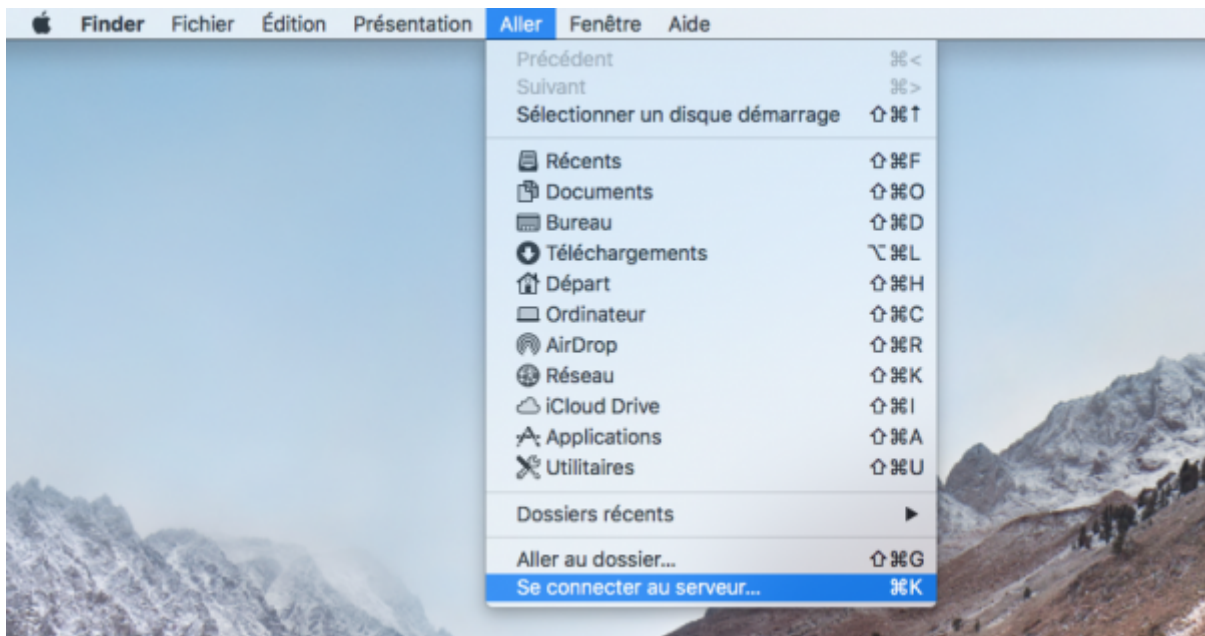 Finder Fichier Édition Présentation Aller Fenêtre Aide
Précédent ⌘<
Suivant ⌘>
Sélectionner un disque démarrage ⇧⌘↑
Récents ⇧⌘F
Documents ⇧⌘O
Bureau ⇧⌘D
Téléchargements ⌥⌘L
Départ ⇧⌘H
Ordinateur ⇧⌘C
AirDrop ⇧⌘R
Réseau ⇧⌘K
iCloud Drive ⇧⌘I
Applications ⇧⌘A
Utilitaires ⇧⌘U
Dossiers récents ▶
Aller au dossier... ⇧⌘G
Se connecter au serveur... ⌘K